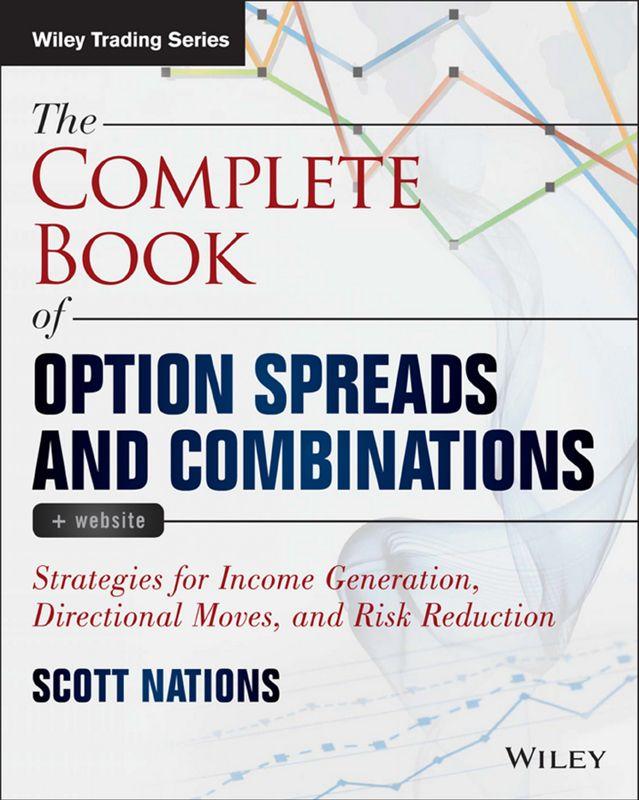 Wiley Trading Series
The
COMPLETE
BOOK
of
OPTION SPREADS
AND COMBINATIONS
+ website
Strategies for Income Generation,
Directional Moves, and Risk Reduction
SCOTT NATIONS
WILEY